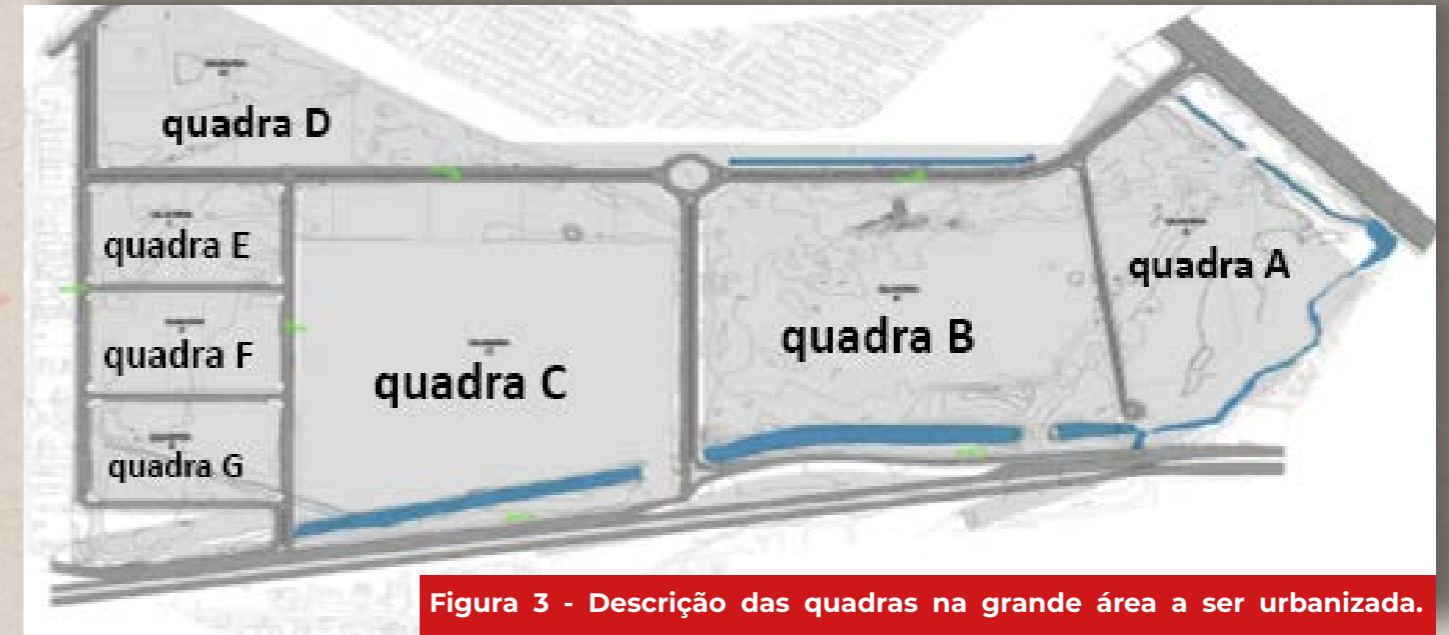 quadra D
quadra E
quadra A
quadra B
quadra F
quadra C
quadra G
Figura 3 - Descrição das quadras na grande área a ser urbanizada.